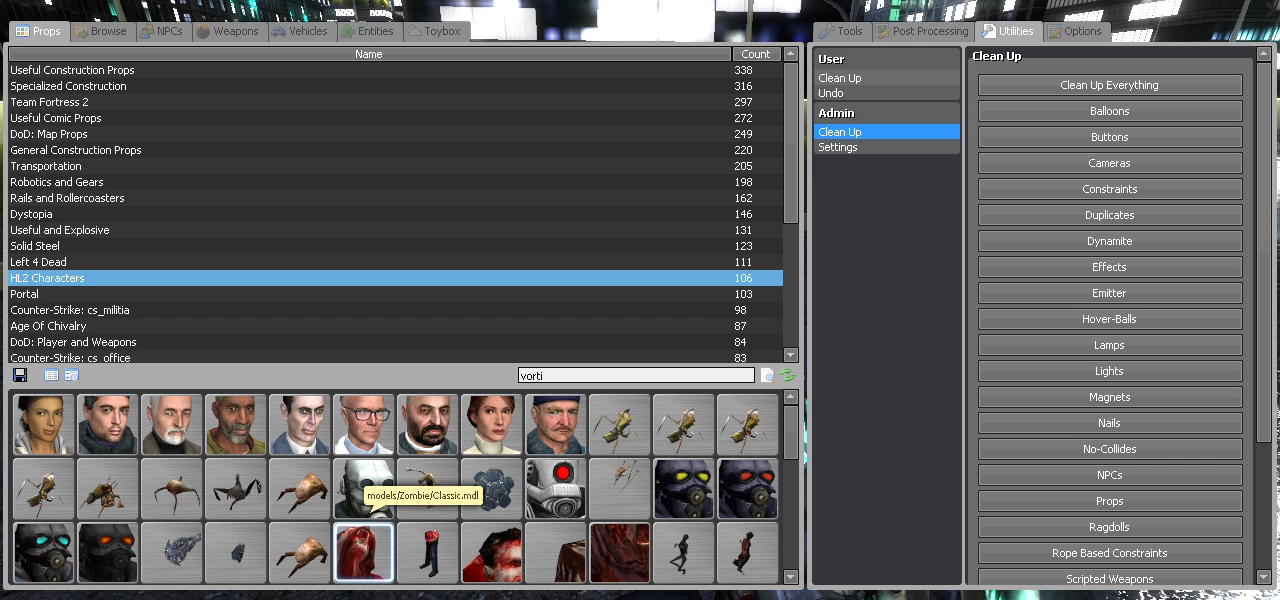 Props Browse NPCs Weapons Vehicles Entities Toybox
Name Count
Useful Construction Props 338
Specialized Construction 316
Team Fortress 2 297
Useful Comic Props 272
DoD: Map Props 249
General Construction Props 220
Transportation 205
Robotics and Gears 198
Rails and Rollercoasters 162
Dystopia 146
Useful and Explosive 131
Solid Steel 123
Left 4 Dead 111
HL2 Characters 106
Portal 103
Counter-Strike: cs_militia 98
Age Of Chivalry 87
DoD: Player and Weapons 84
Counter-Strike: cs_office 83
vorti
models/Zombie/Classic.mdl
Tools Post Processing Utilities Options
User
Clean Up
Undo
Admin
Clean Up
Settings
Clean Up
Clean Up Everything
Balloons
Buttons
Cameras
Constraints
Duplicates
Dynamite
Effects
Emitter
Hover-Balls
Lamps
Lights
Magnets
Nails
No-Collides
NPCs
Props
Ragdolls
Rope Based Constraints
Scripted Weapons